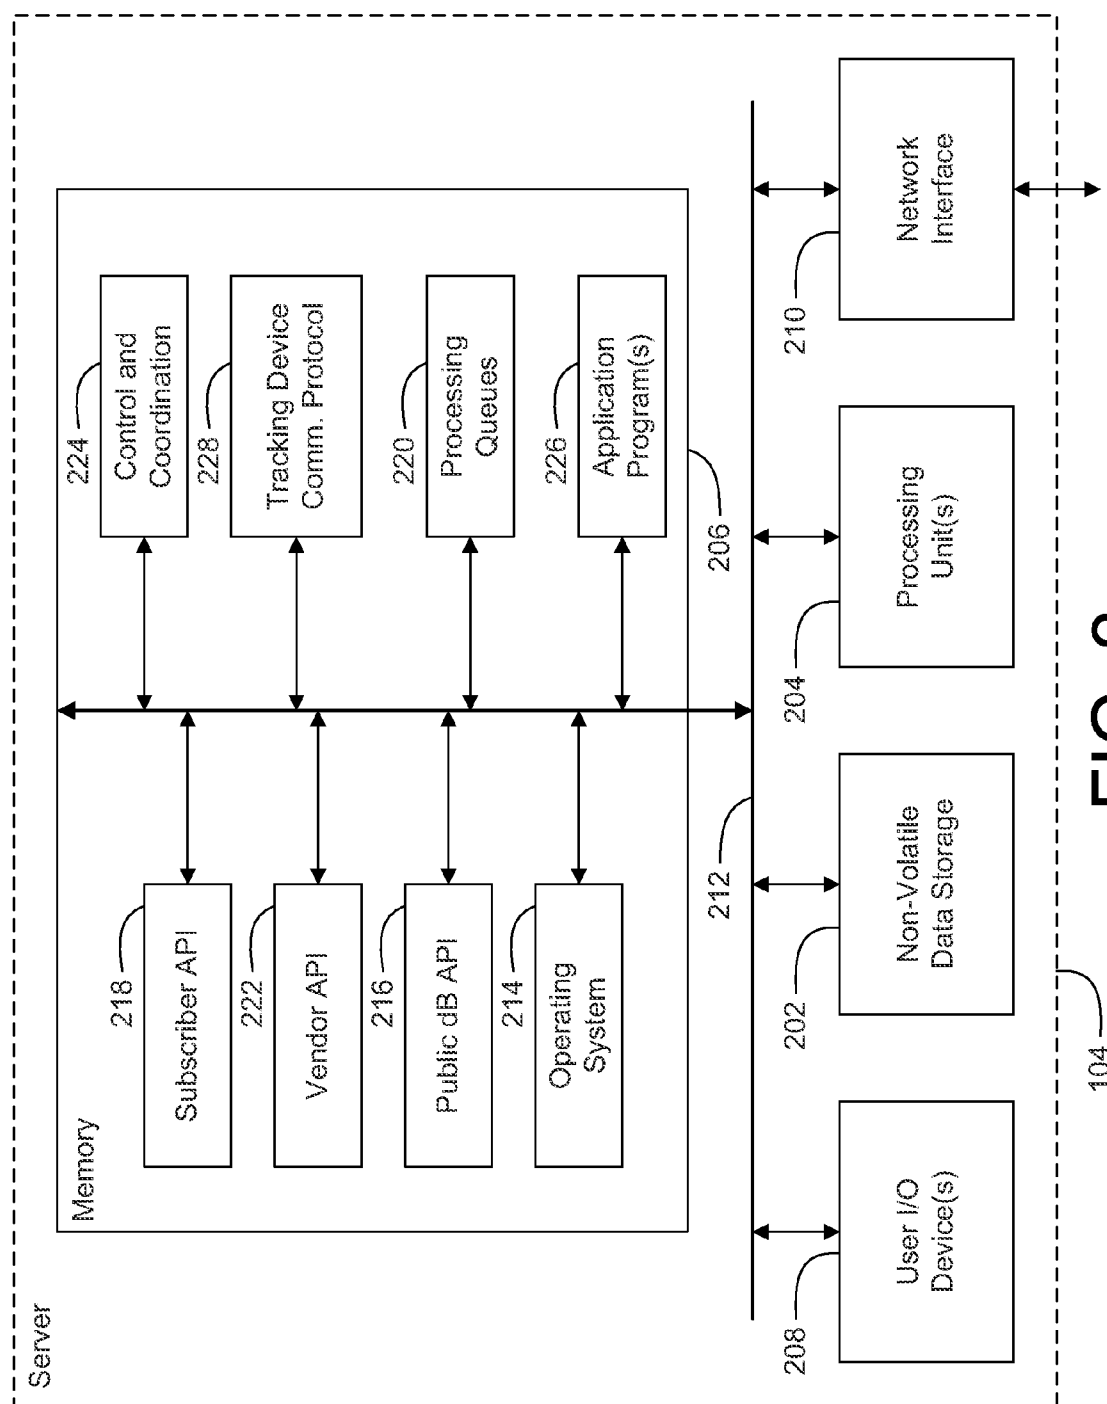 Server
Memory
218
Subscriber API
224
Control and
Coordination
222
Vendor API
228
Tracking Device
Comm. Protocol
216
Public dB API
220
Processing
Queues
214
Operating
System
226
Application
Program(s)
206
212
208
User I/O
Device(s)
202
Non-Volatile
Data Storage
204
Processing
Unit(s)
210
Network
Interface
104
FIG